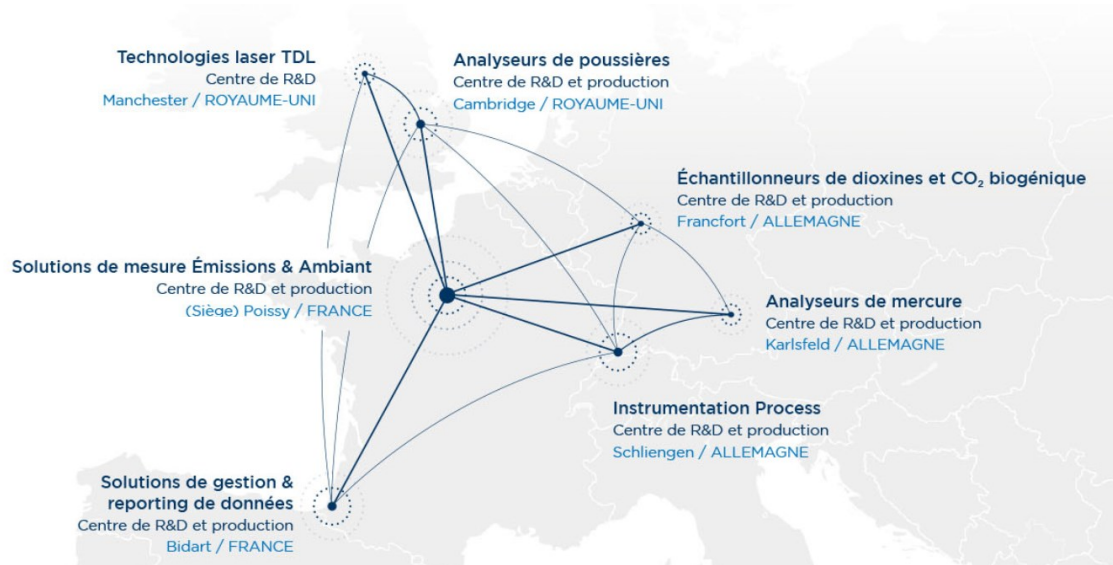 Technologies laser TDL
Centre de R&D
Manchester / ROYAUME-UNI
Analyseurs de poussières
Centre de R&D et production
Cambridge / ROYAUME-UNI
Échantillonneurs de dioxines et CO₂ biogénique
Centre de R&D et production
Francfort / ALLEMAGNE
Solutions de mesure Émissions & Ambiant
Centre de R&D et production
(Siège) Poissy / FRANCE
Analyseurs de mercure
Centre de R&D et production
Karlsfeld / ALLEMAGNE
Instrumentation Process
Centre de R&D et production
Schliengen / ALLEMAGNE
Solutions de gestion &
reporting de données
Centre de R&D et production
Bidart / FRANCE